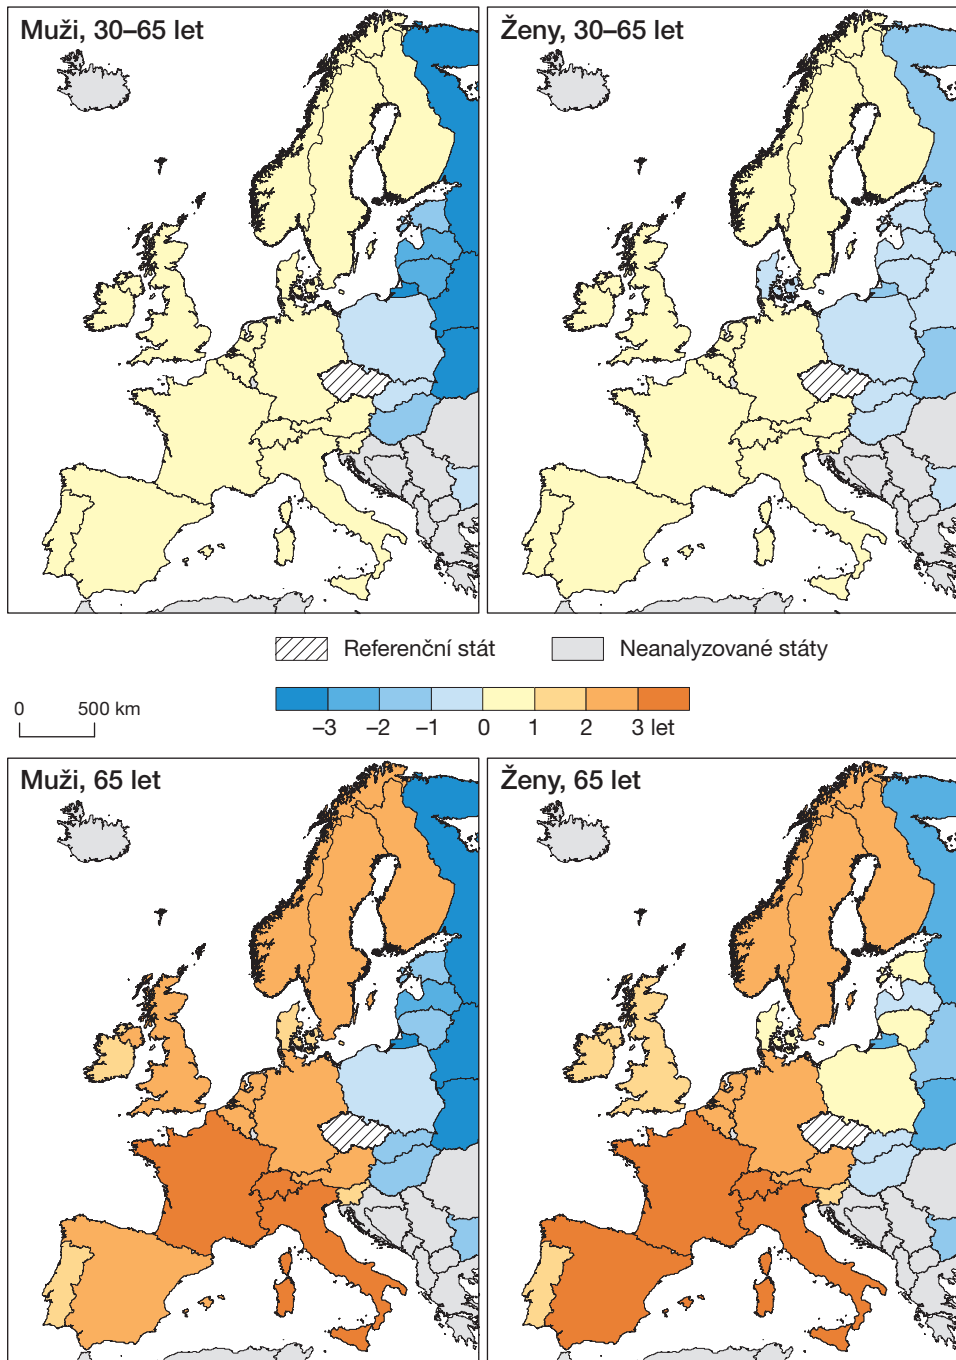 Muži, 30–65 let
Ženy, 30–65 let
Referenční stát
Neanalyzované státy
0 500 km
–3 –2 –1 0 1 2 3 let
Muži, 65 let
Ženy, 65 let